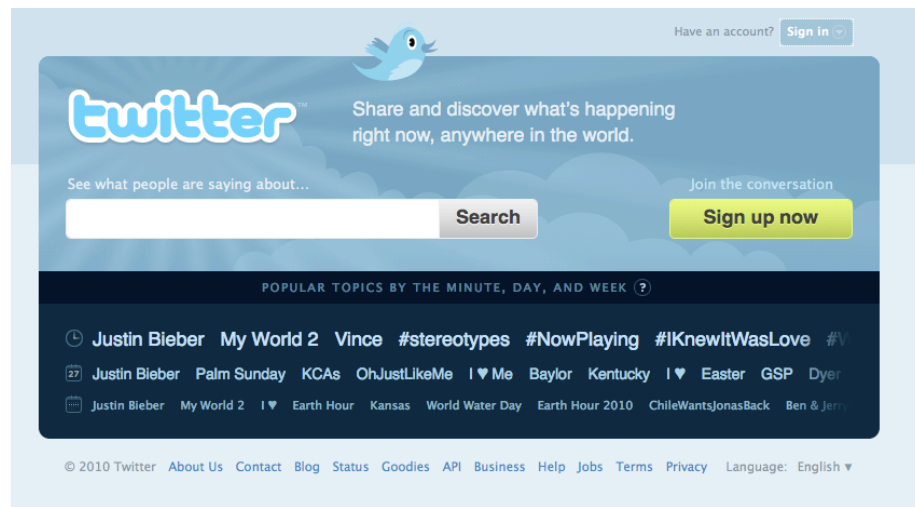 Have an account? Sign in
twitter™
Share and discover what's happening
right now, anywhere in the world.
See what people are saying about...
Join the conversation
Search
Sign up now
POPULAR TOPICS BY THE MINUTE, DAY, AND WEEK ?
Justin Bieber My World 2 Vince #stereotypes #NowPlaying #IKnewItWasLove
27 Justin Bieber Palm Sunday KCAs OhJustLikeMe I ♥ Me Baylor Kentucky I ♥ Easter GSP Dyer
Justin Bieber My World 2 I ♥ Earth Hour Kansas World Water Day Earth Hour 2010 ChileWantsJonasBack Ben & Jerry
© 2010 Twitter About Us Contact Blog Status Goodies API Business Help Jobs Terms Privacy Language: English ▾